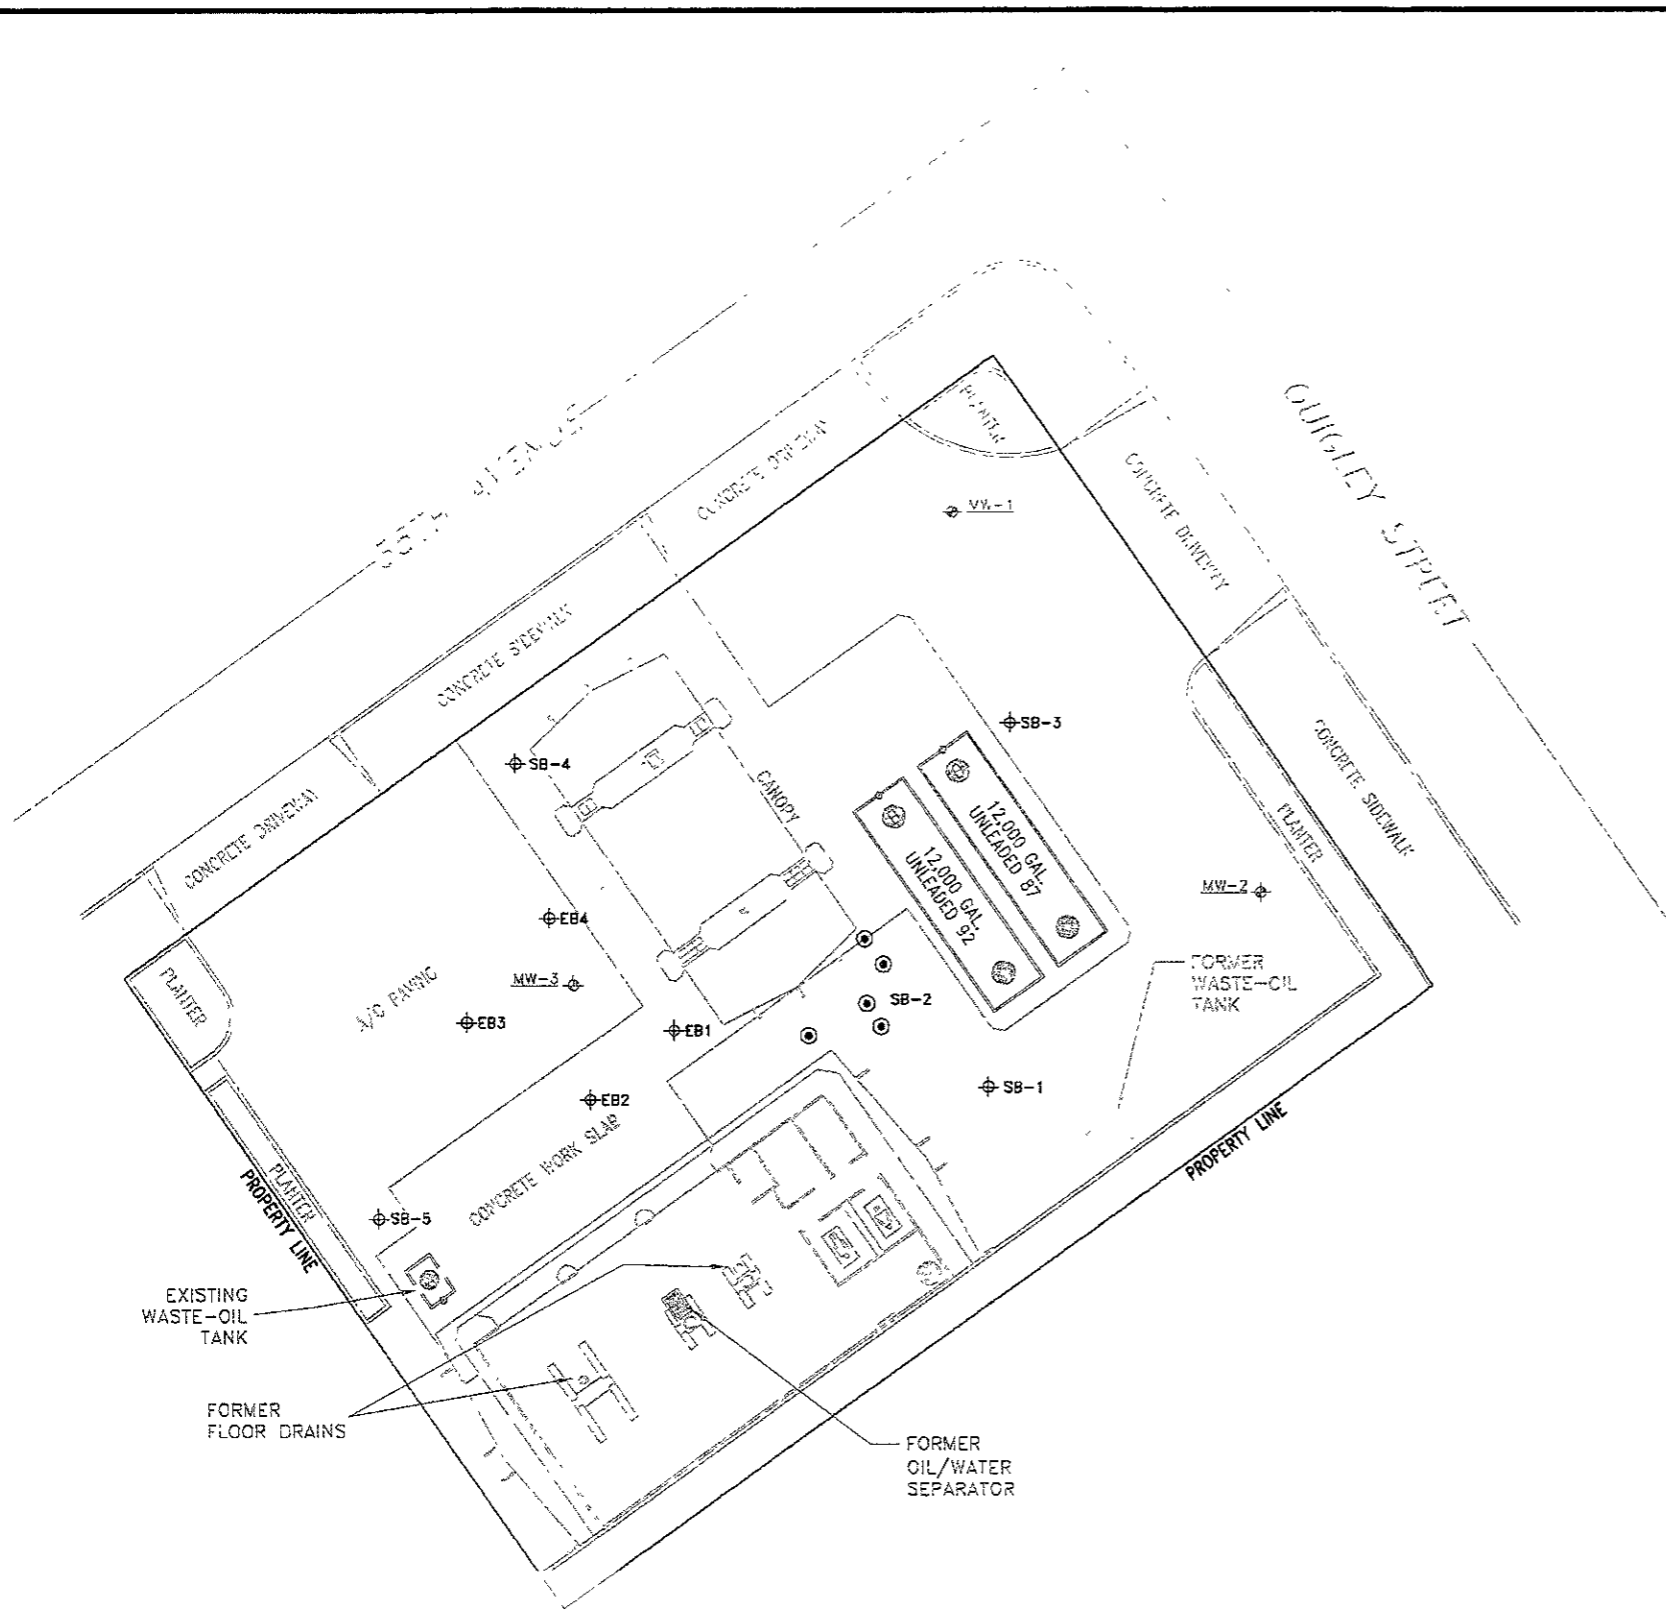 PLANTER
CONCRETE DRIVEWAY
MW-1
QUIGLEY STREET
AVENUE
CONCRETE DRIVEWAY
CONCRETE SIDEWALK
SB-3
SB-4
CANOPY
12,000 GAL.
UNLEADED 87
12,000 GAL.
UNLEADED 92
CONCRETE SIDEWALK
PLANTER
CONCRETE DRIVEWAY
MW-2
EB4
MW-3
A/C PAVING
PLANTER
FORMER
WASTE-OIL
TANK
SB-2
EB3
EB1
SB-1
EB2
PROPERTY LINE
CONCRETE WORK SLAB
PLANTER
PROPERTY LINE
SB-5
EXISTING
WASTE-OIL
TANK
FORMER
FLOOR DRAINS
FORMER
OIL/WATER
SEPARATOR